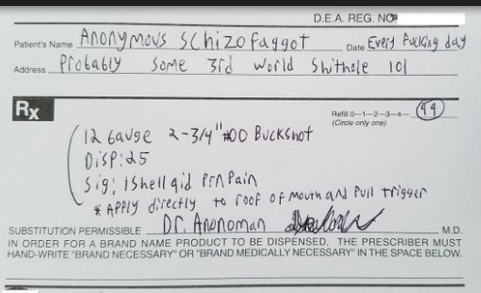 D.E.A. REG. NO
Patient's Name Anonymous Schizofaggot Date Every Fucking day
Address Probably some 3rd world Shithole 101
Rx
Refill 0-1-2-3-4- 99
(Circle only one)
12 Gauge 2-3/4" #00 Buckshot
Disp: 25
Sig: 1 shell qid PRN Pain
* Apply directly to roof of mouth and pull trigger
SUBSTITUTION PERMISSIBLE Dr. Anonoman M.D.
IN ORDER FOR A BRAND NAME PRODUCT TO BE DISPENSED, THE PRESCRIBER MUST
HAND-WRITE "BRAND NECESSARY" OR "BRAND MEDICALLY NECESSARY" IN THE SPACE BELOW.